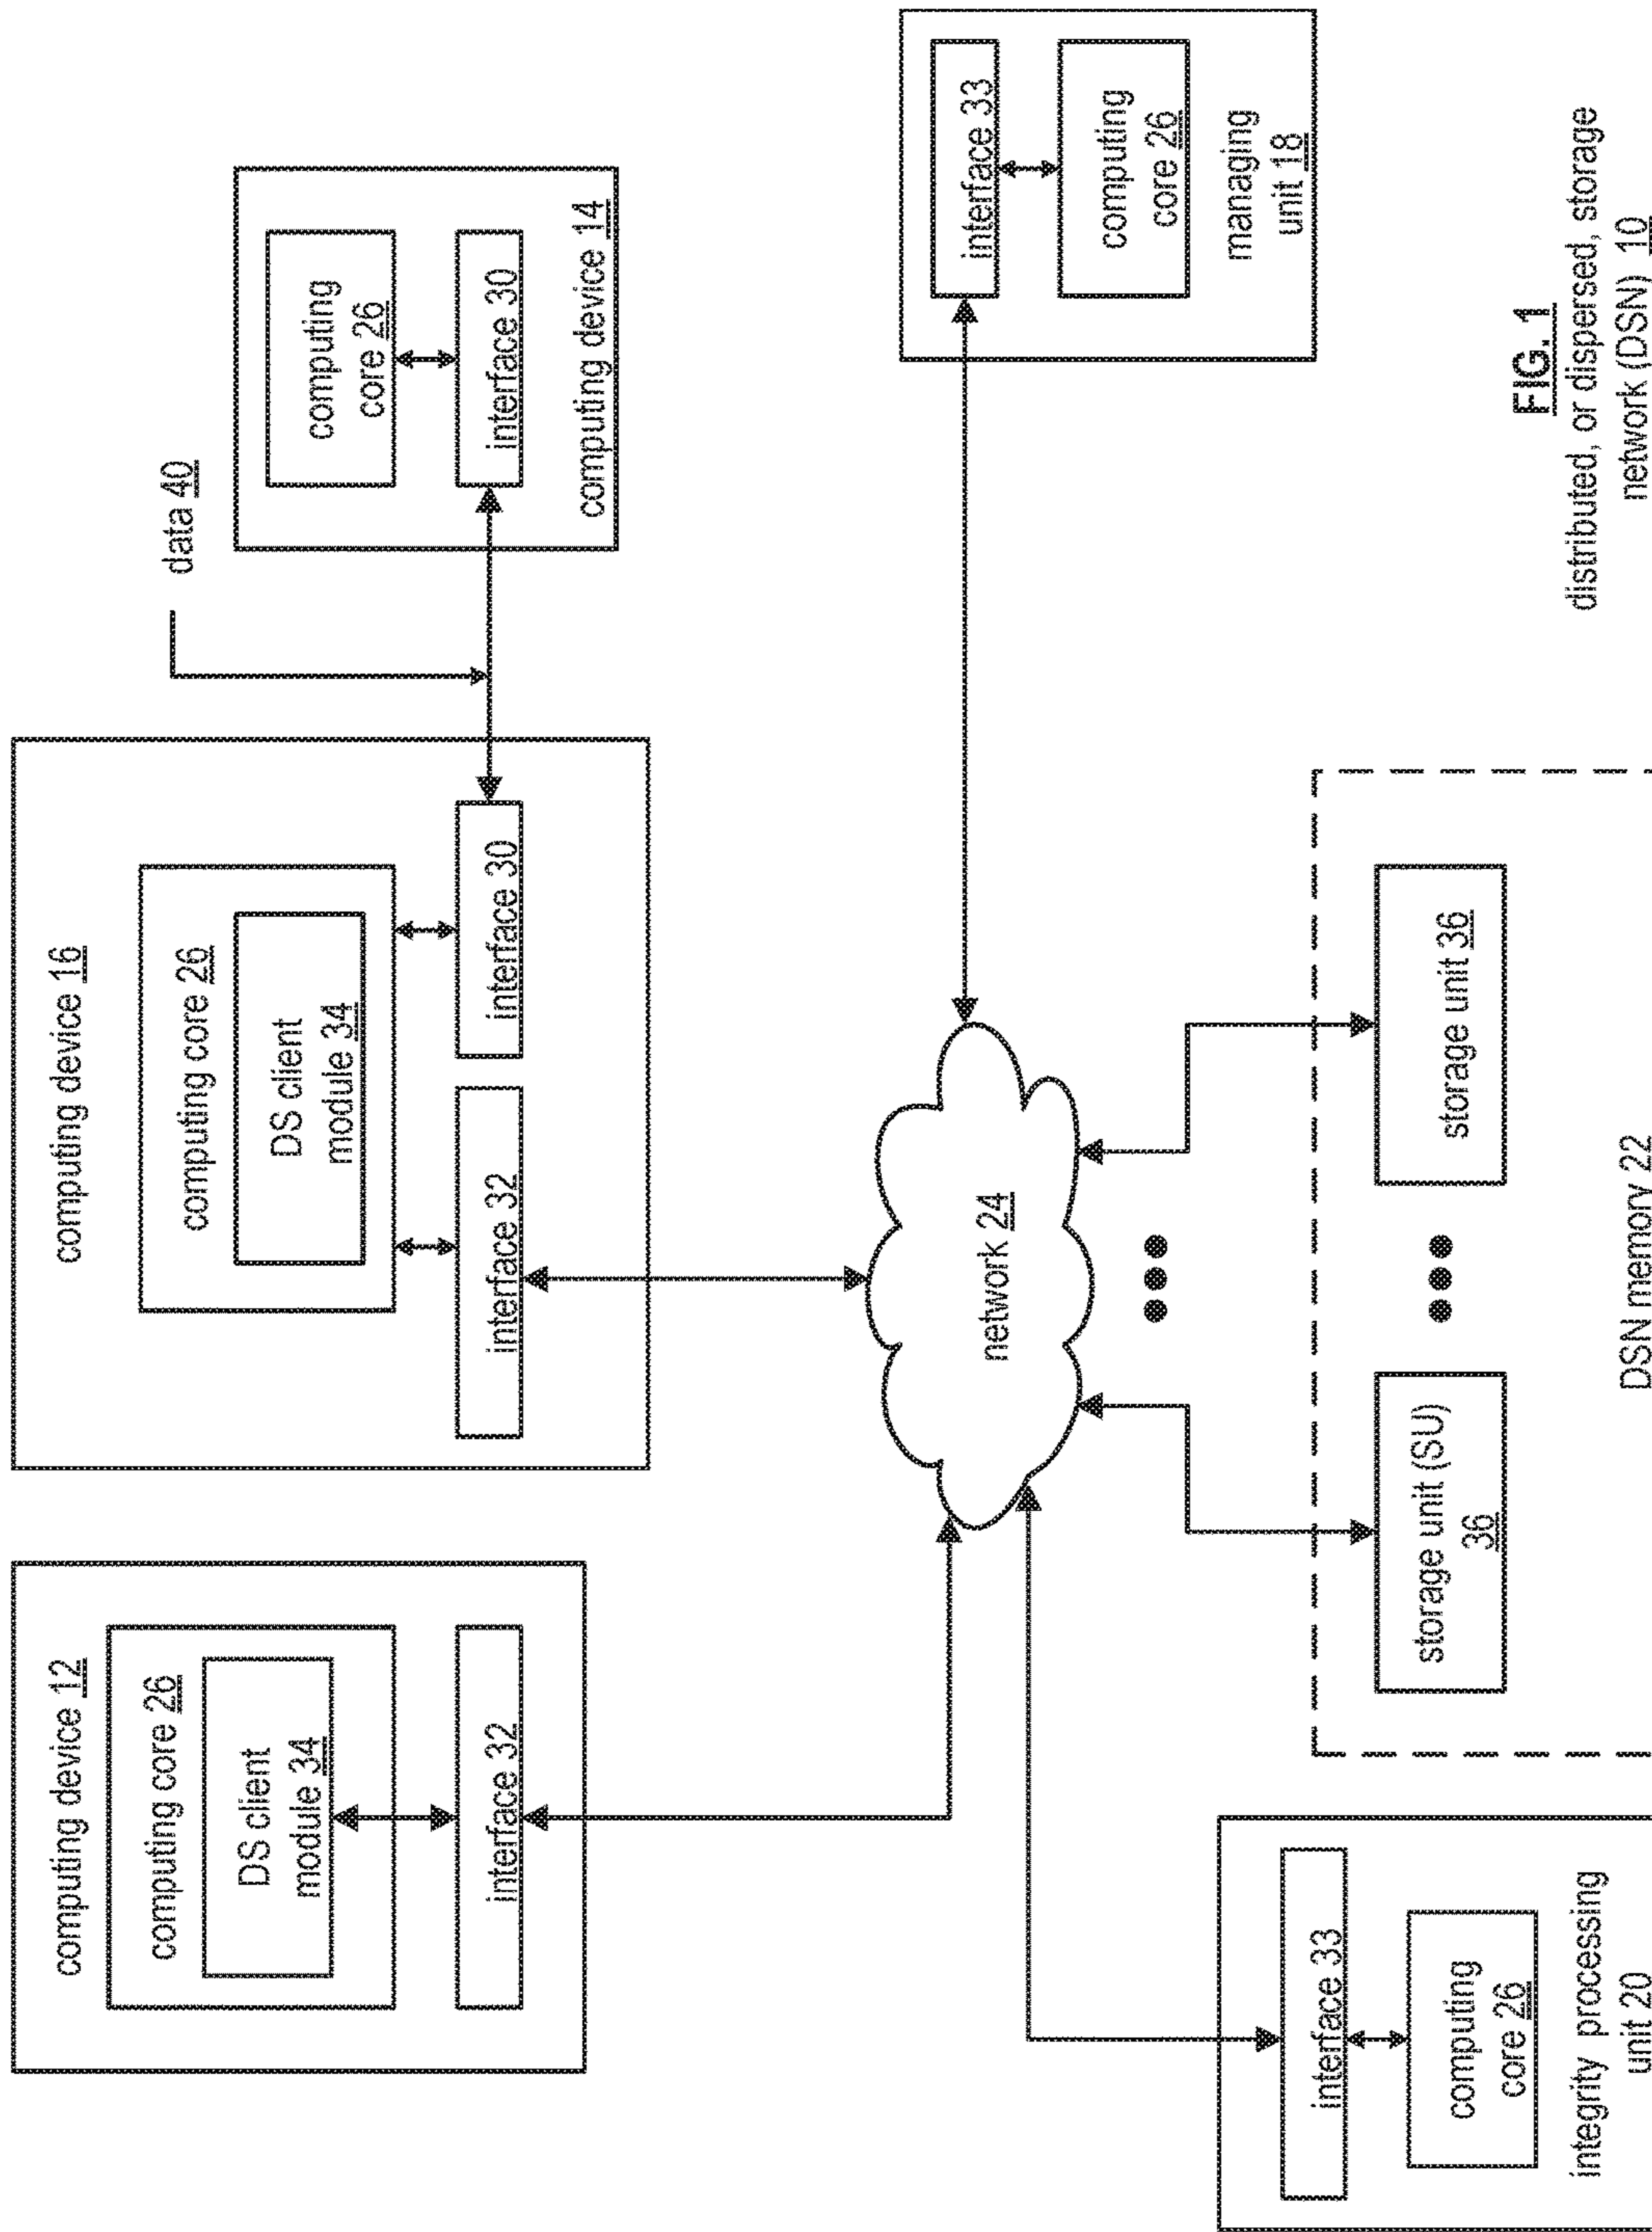 computing device 12
computing core 26
DS client
module 34
interface 32
computing device 16
computing core 26
DS client
module 34
interface 32
interface 30
data 40
computing
core 26
interface 30
computing device 14
network 24
interface 33
computing
core 26
managing
unit 18
interface 33
computing
core 26
integrity processing
unit 20
storage unit (SU)
36
storage unit 36
DSN memory 22
FIG. 1
distributed, or dispersed, storage
network (DSN) 10